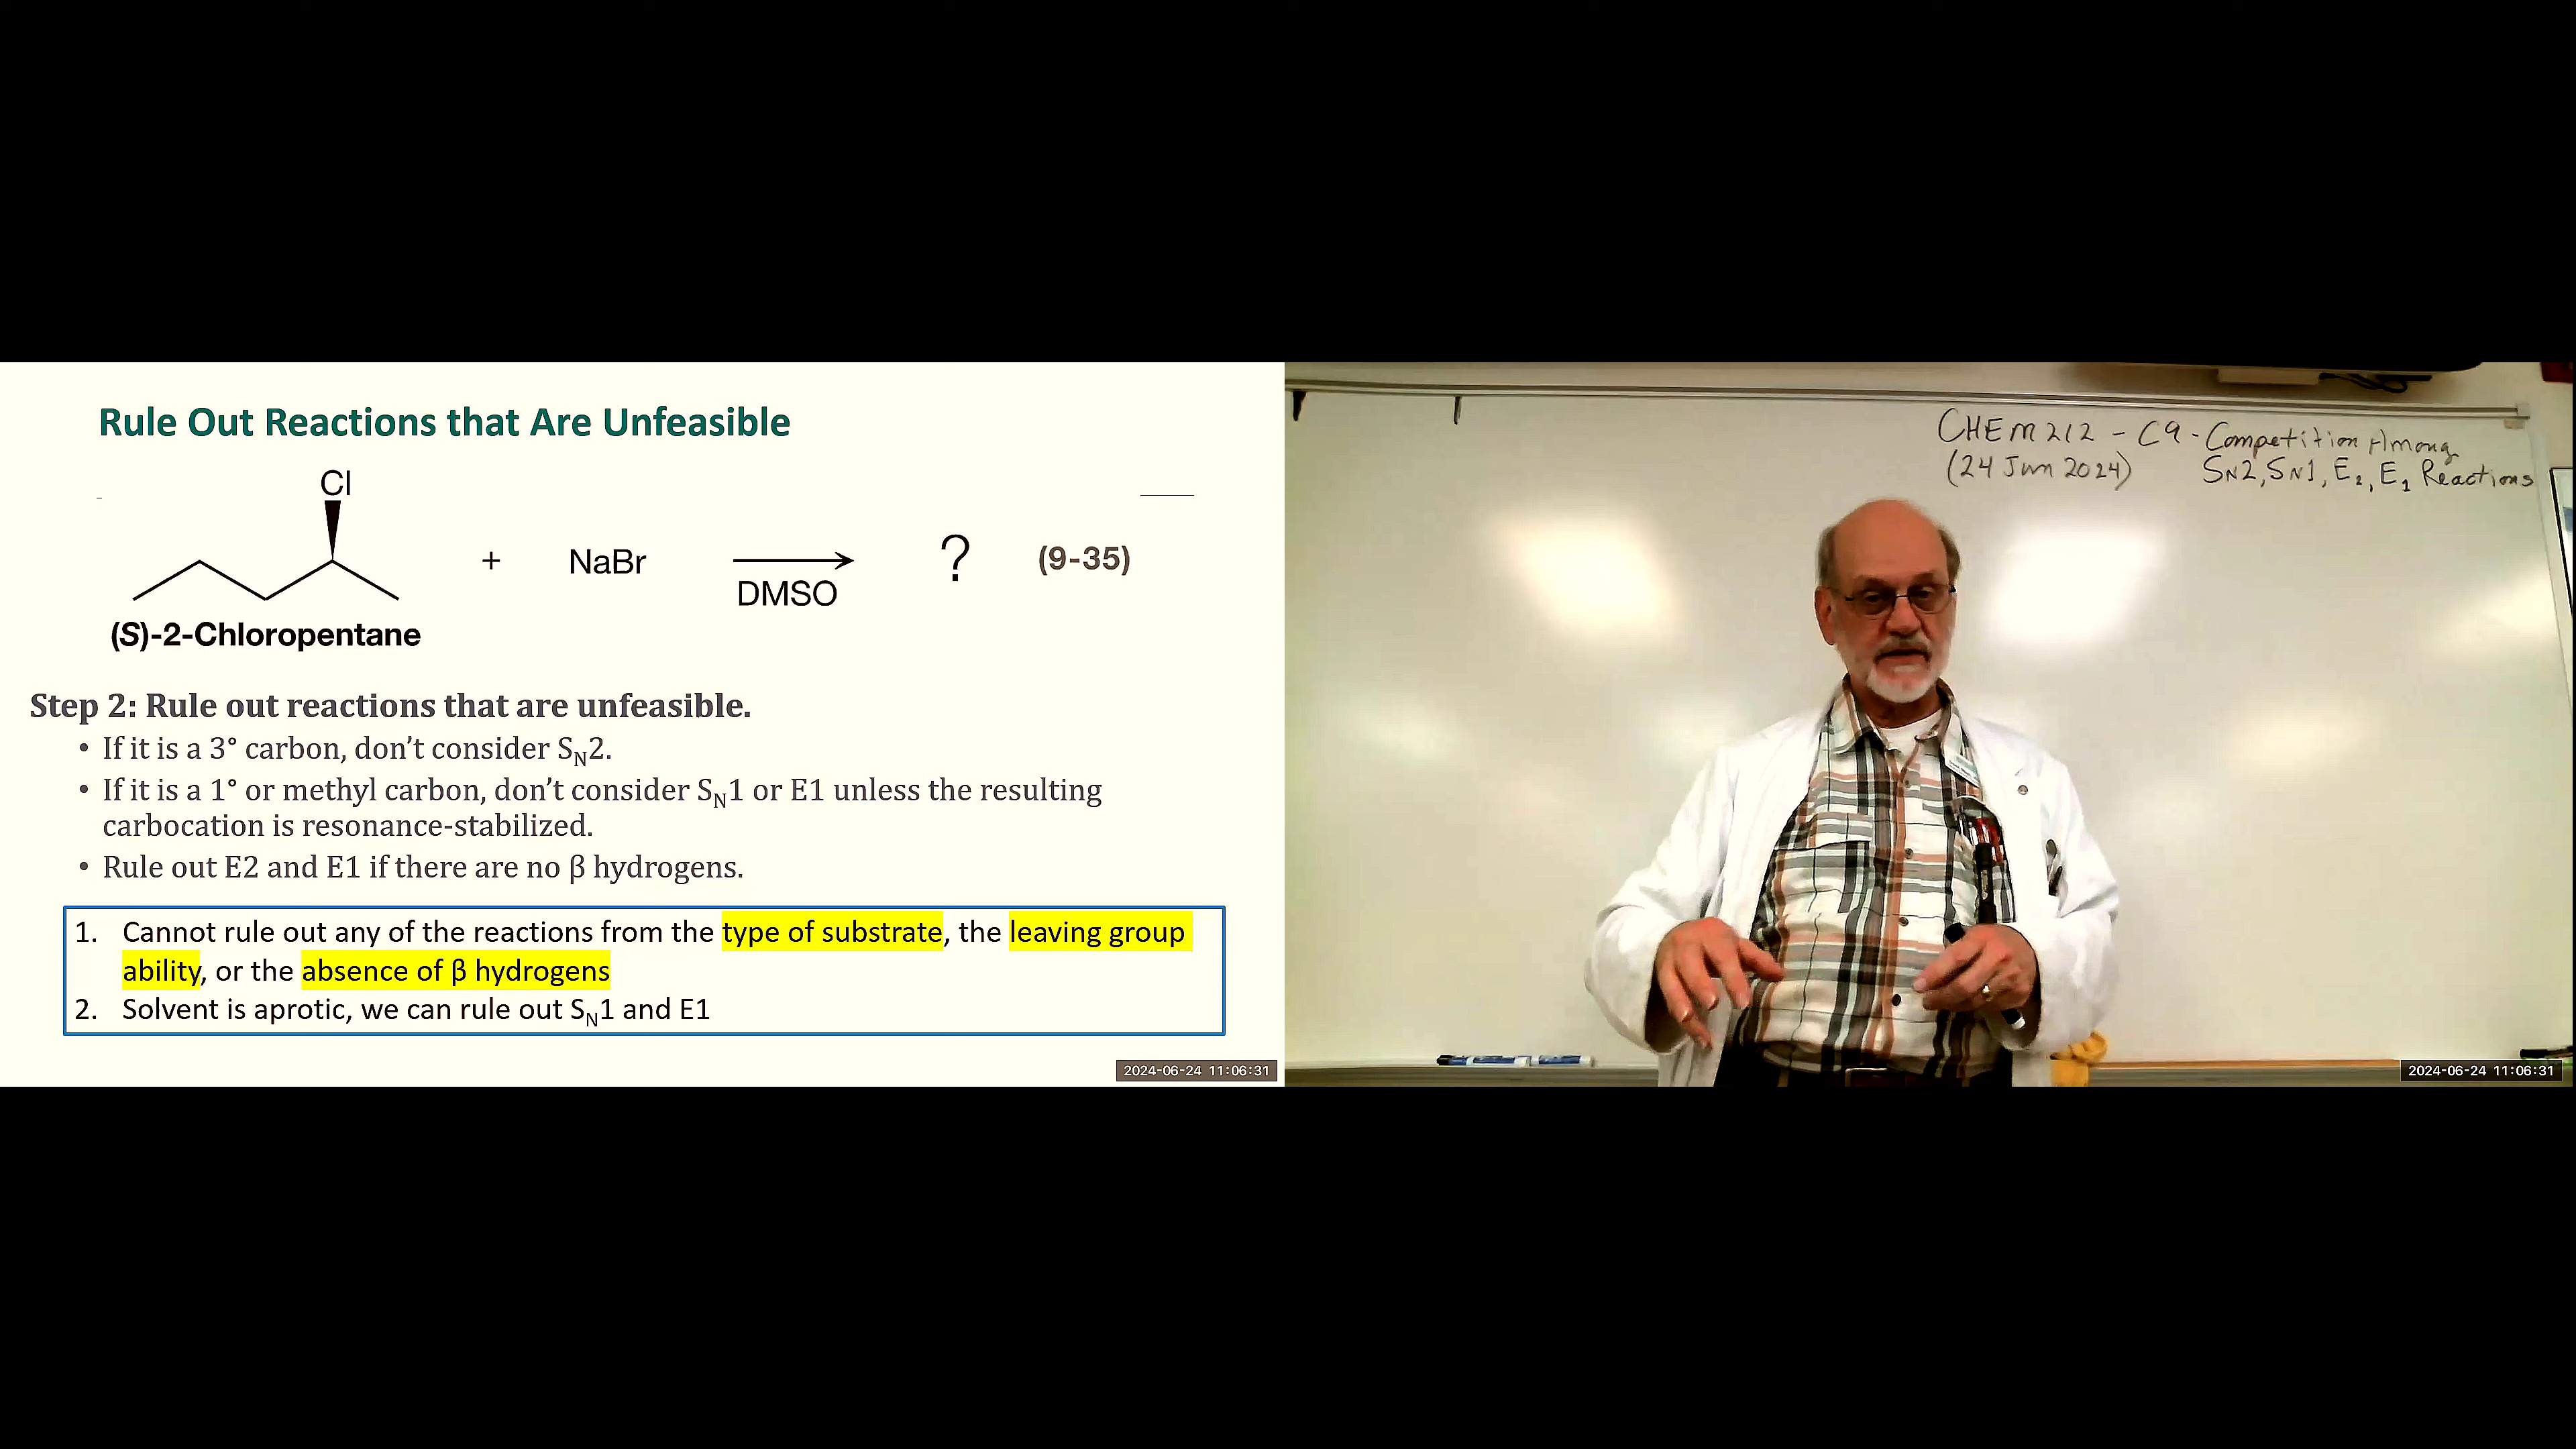 Rule Out Reactions that Are Unfeasible
Cl
+ NaBr
DMSO
? (9-35)
(S)-2-Chloropentane
Step 2: Rule out reactions that are unfeasible.
• If it is a 3° carbon, don’t consider SN2.
• If it is a 1° or methyl carbon, don’t consider SN1 or E1 unless the resulting
carbocation is resonance-stabilized.
• Rule out E2 and E1 if there are no β hydrogens.
1. Cannot rule out any of the reactions from the type of substrate, the leaving group
ability, or the absence of β hydrogens
2. Solvent is aprotic, we can rule out SN1 and E1
2024-06-24 11:06:31
CHEM 212 - C9 - Competition Among
(24 Jun 2024) SN2, SN1, E2, E1 Reactions
2024-06-24 11:06:31